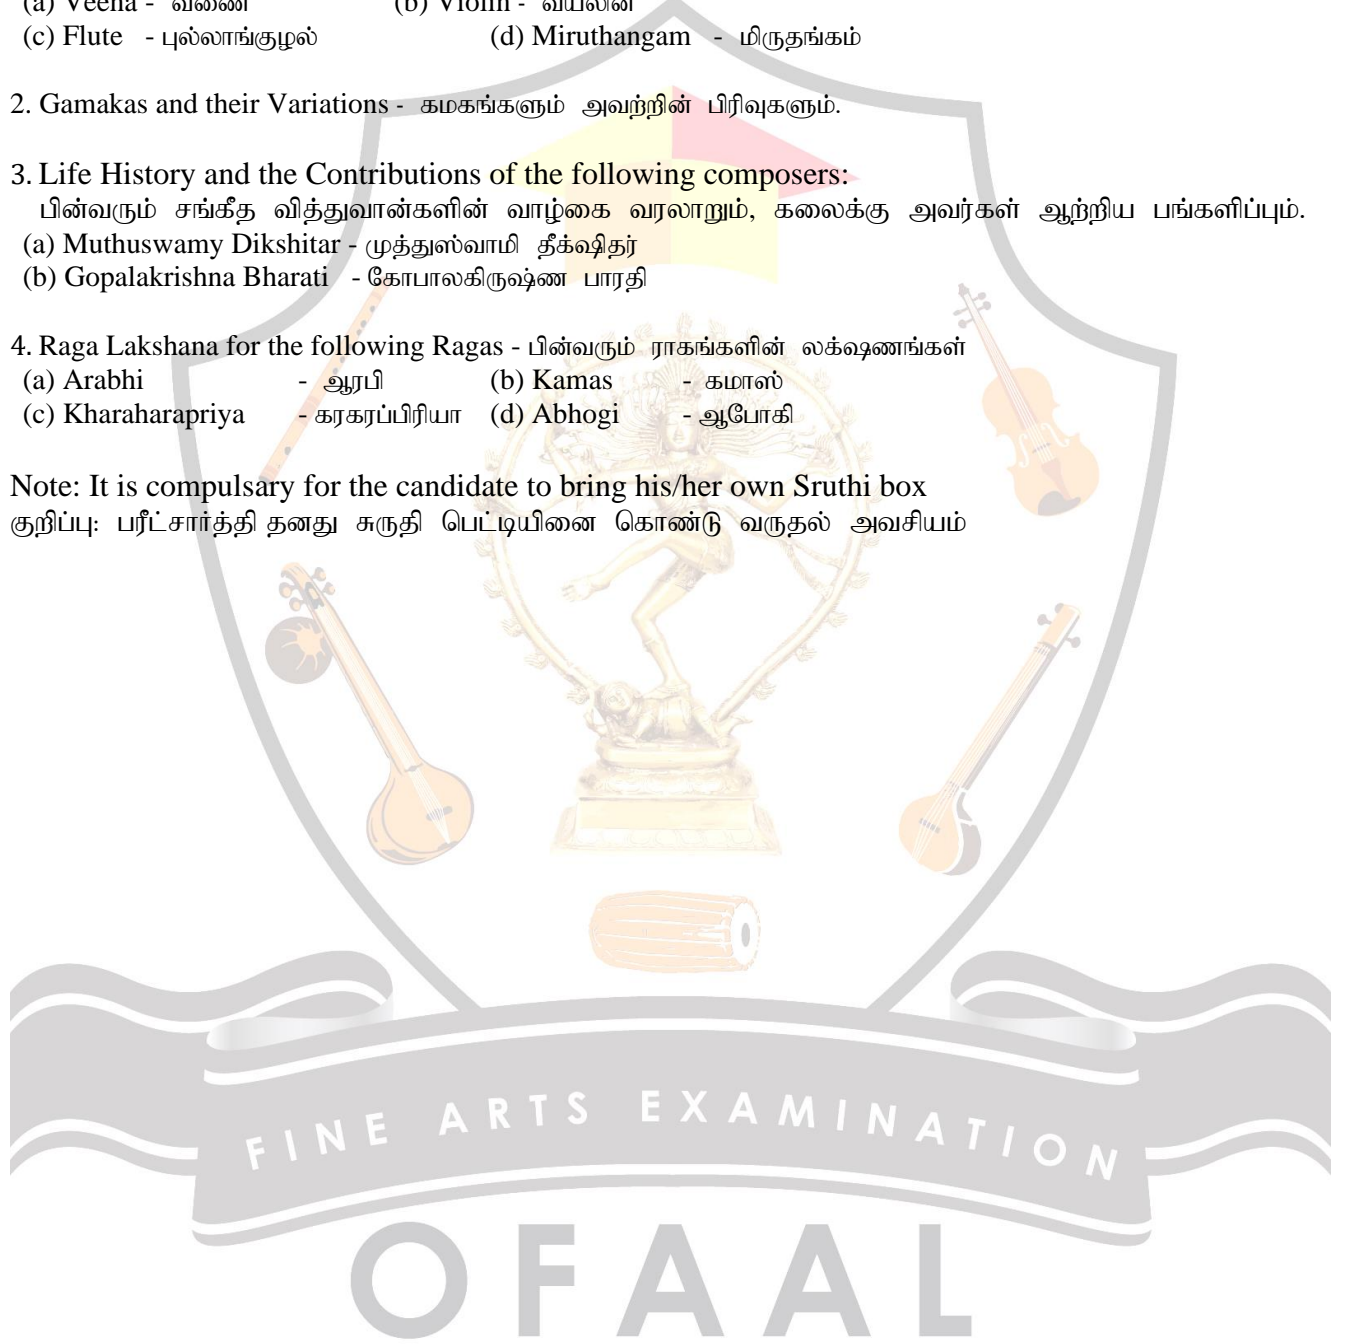 (a) Veena - வீணை (b) Violin - வயலின்
(c) Flute - புல்லாங்குழல் (d) Miruthangam - மிருதங்கம்
2. Gamakas and their Variations - கமகங்களும் அவற்றின் பிரிவுகளும்.
3. Life History and the Contributions of the following composers:
பின்வரும் சங்கீத வித்துவான்களின் வாழ்கை வரலாறும், கலைக்கு அவர்கள் ஆற்றிய பங்களிப்பும்.
(a) Muthuswamy Dikshitar - முத்துஸ்வாமி தீக்ஷிதர்
(b) Gopalakrishna Bharati - கோபாலகிருஷ்ண பாரதி
4. Raga Lakshana for the following Ragas - பின்வரும் ராகங்களின் லக்ஷணங்கள்
(a) Arabhi - ஆரபி (b) Kamas - கமாஸ்
(c) Kharaharapriya - கரகரப்பிரியா (d) Abhogi - ஆபோகி
Note: It is compulsary for the candidate to bring his/her own Sruthi box
குறிப்பு: பரீட்சார்த்தி தனது சுருதி பெட்டியினை கொண்டு வருதல் அவசியம்
FINE ARTS EXAMINATION
OFAAL